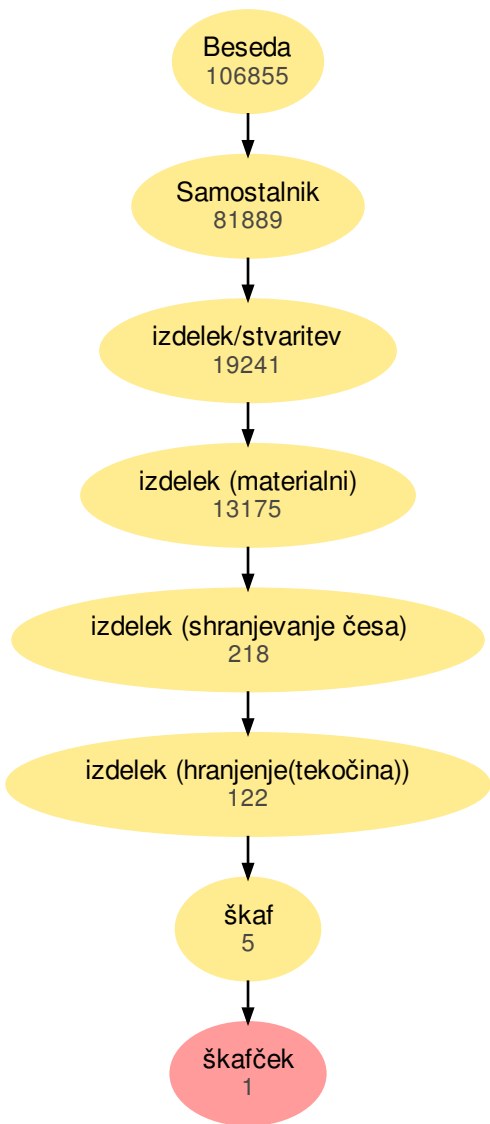 Beseda
106855
Samostalnik
81889
izdelek/stvaritev
19241
izdelek (materialni)
13175
izdelek (shranjevanje česa)
218
izdelek (hranjenje(tekočina))
122
škaf
5
škafček
1